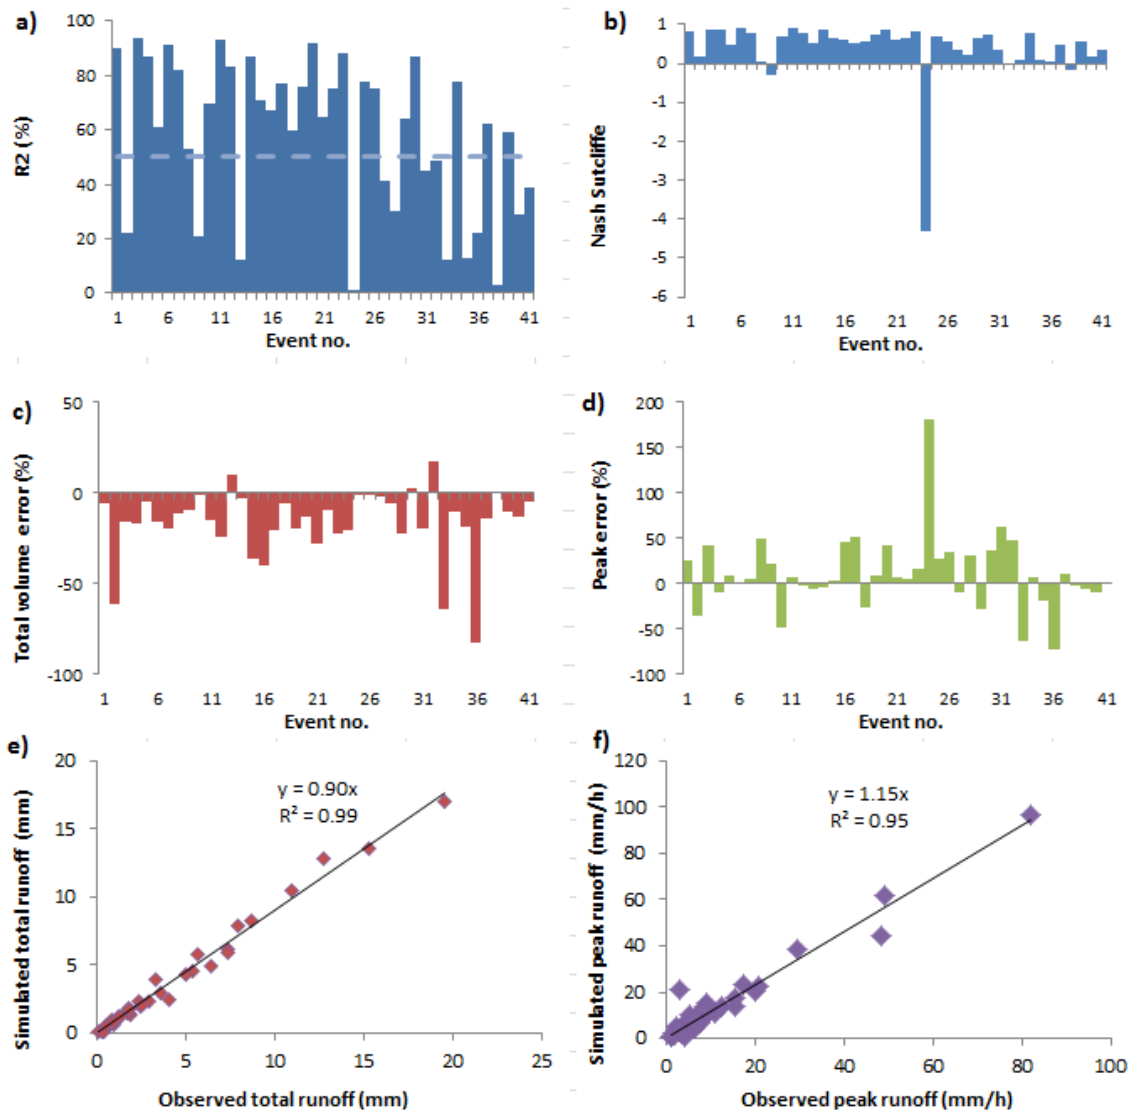 a)
100
80
60
40
20
0
R2 (%)
1 6 11 16 21 26 31 36 41
Event no.
b)
1
0
-1
-2
-3
-4
-5
-6
Nash Sutcliffe
1 6 11 16 21 26 31 36 41
Event no.
c)
50
0
-50
-100
Total volume error (%)
1 6 11 16 21 26 31 36 41
Event no.
d)
200
150
100
50
0
-50
-100
Peak error (%)
1 6 11 16 21 26 31 36 41
Event no.
e)
20
15
10
5
0
Simulated total runoff (mm)
y = 0.90x
R² = 0.99
0 5 10 15 20 25
Observed total runoff (mm)
f)
120
100
80
60
40
20
0
Simulated peak runoff (mm/h)
y = 1.15x
R² = 0.95
0 20 40 60 80 100
Observed peak runoff (mm/h)